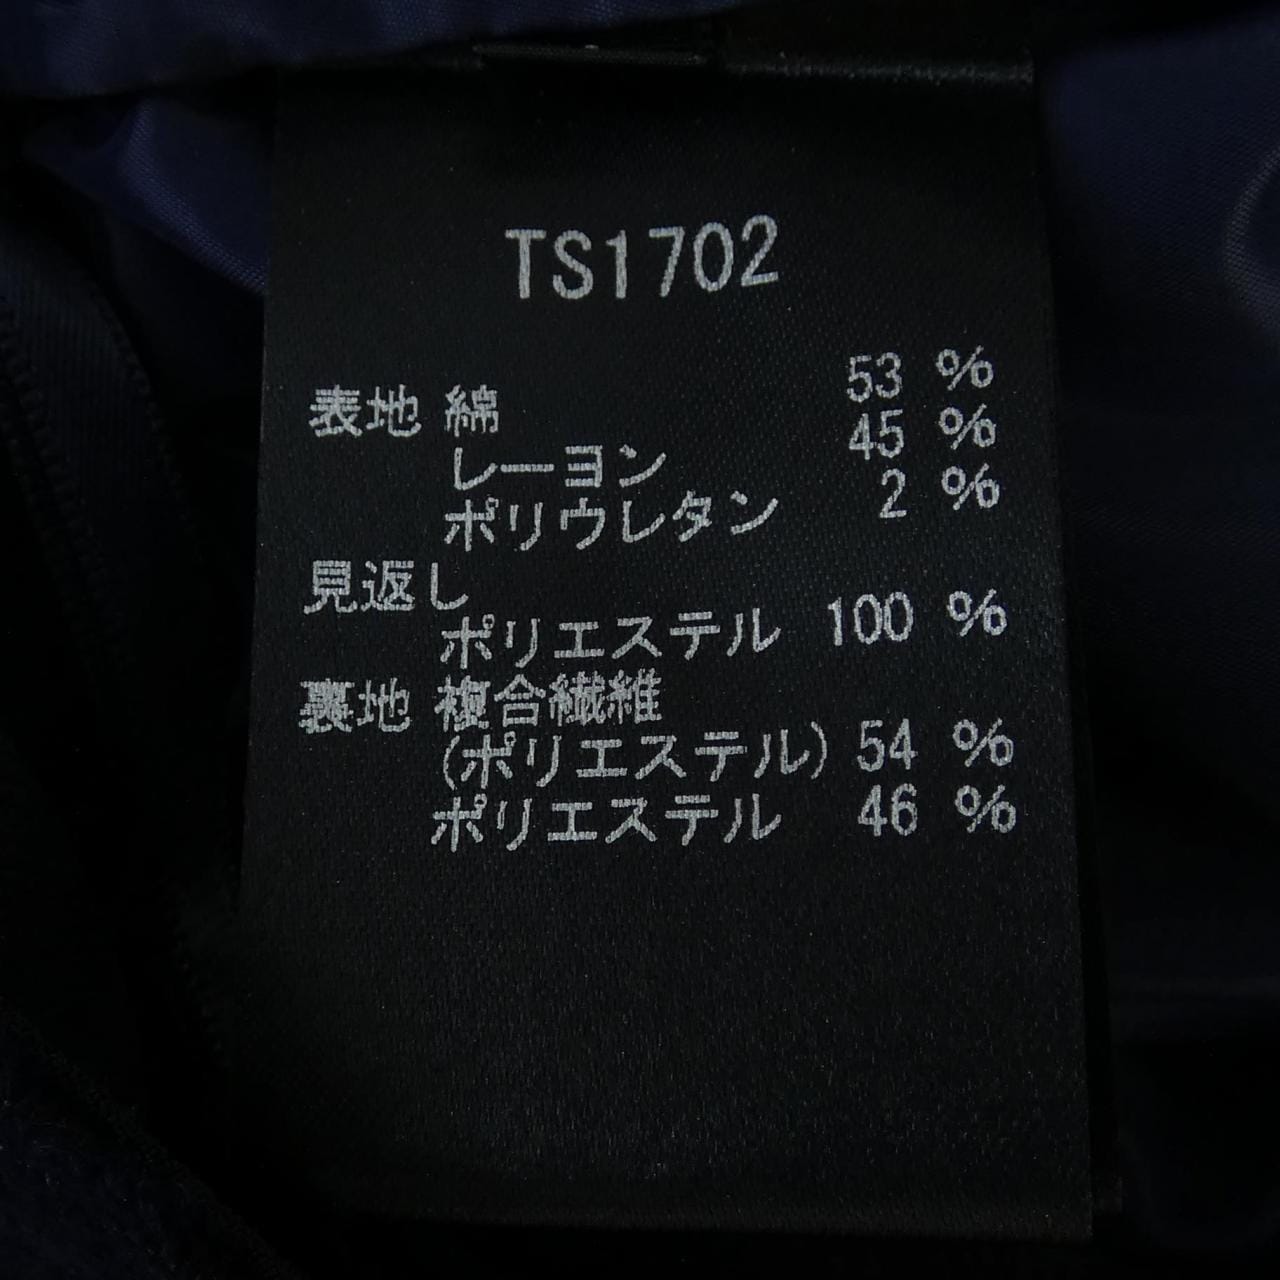 TS1702
表地 綿 53 %
レーヨン 45 %
ポリウレタン 2 %
見返し
ポリエステル 100 %
裏地 複合繊維
(ポリエステル) 54 %
ポリエステル 46 %